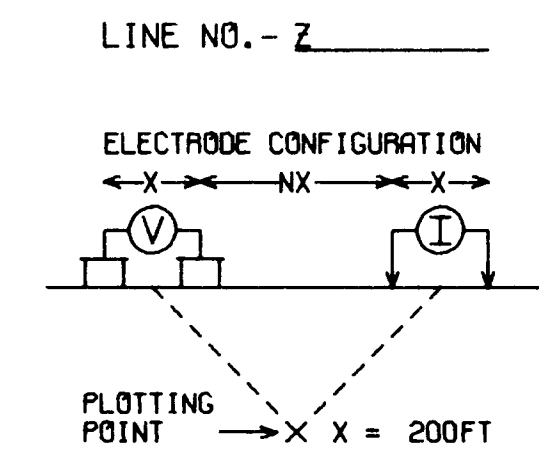 LINE NO.- Z
ELECTRODE CONFIGURATION
X NX X
V I
PLOTTING
POINT X X = 200FT